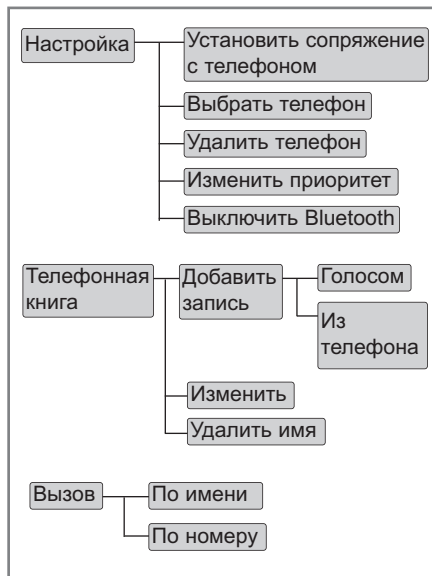 Настройка
Установить сопряжение
с телефоном
Выбрать телефон
Удалить телефон
Изменить приоритет
Выключить Bluetooth
Телефонная
книга
Добавить
запись
Голосом
Из
телефона
Изменить
Удалить имя
Вызов
По имени
По номеру